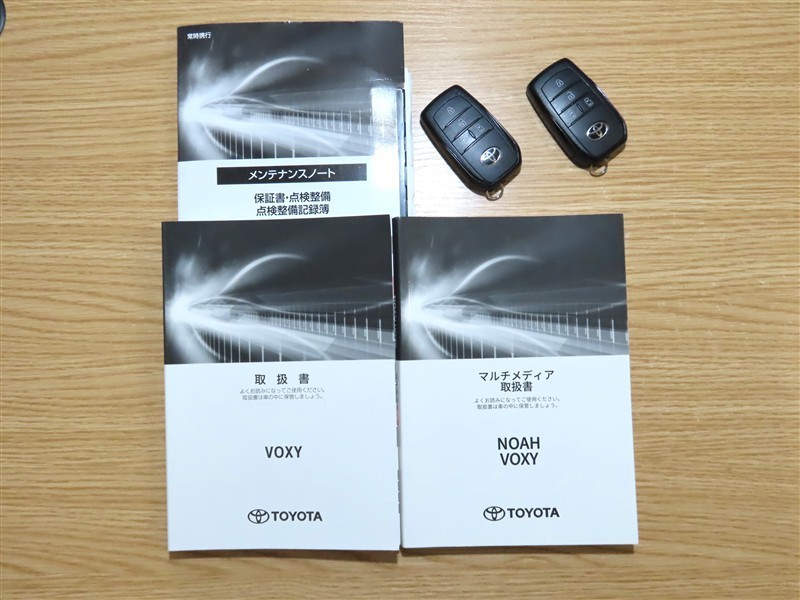 常時携行
メンテナンスノート
保証書・点検整備
点検整備記録簿
取扱書
よくお読みになってご使用ください。
取扱書は車の中に保管しましょう。
VOXY
TOYOTA
マルチメディア
取扱書
よくお読みになってご使用ください。
取扱書は車の中に保管しましょう。
NOAH
VOXY
TOYOTA